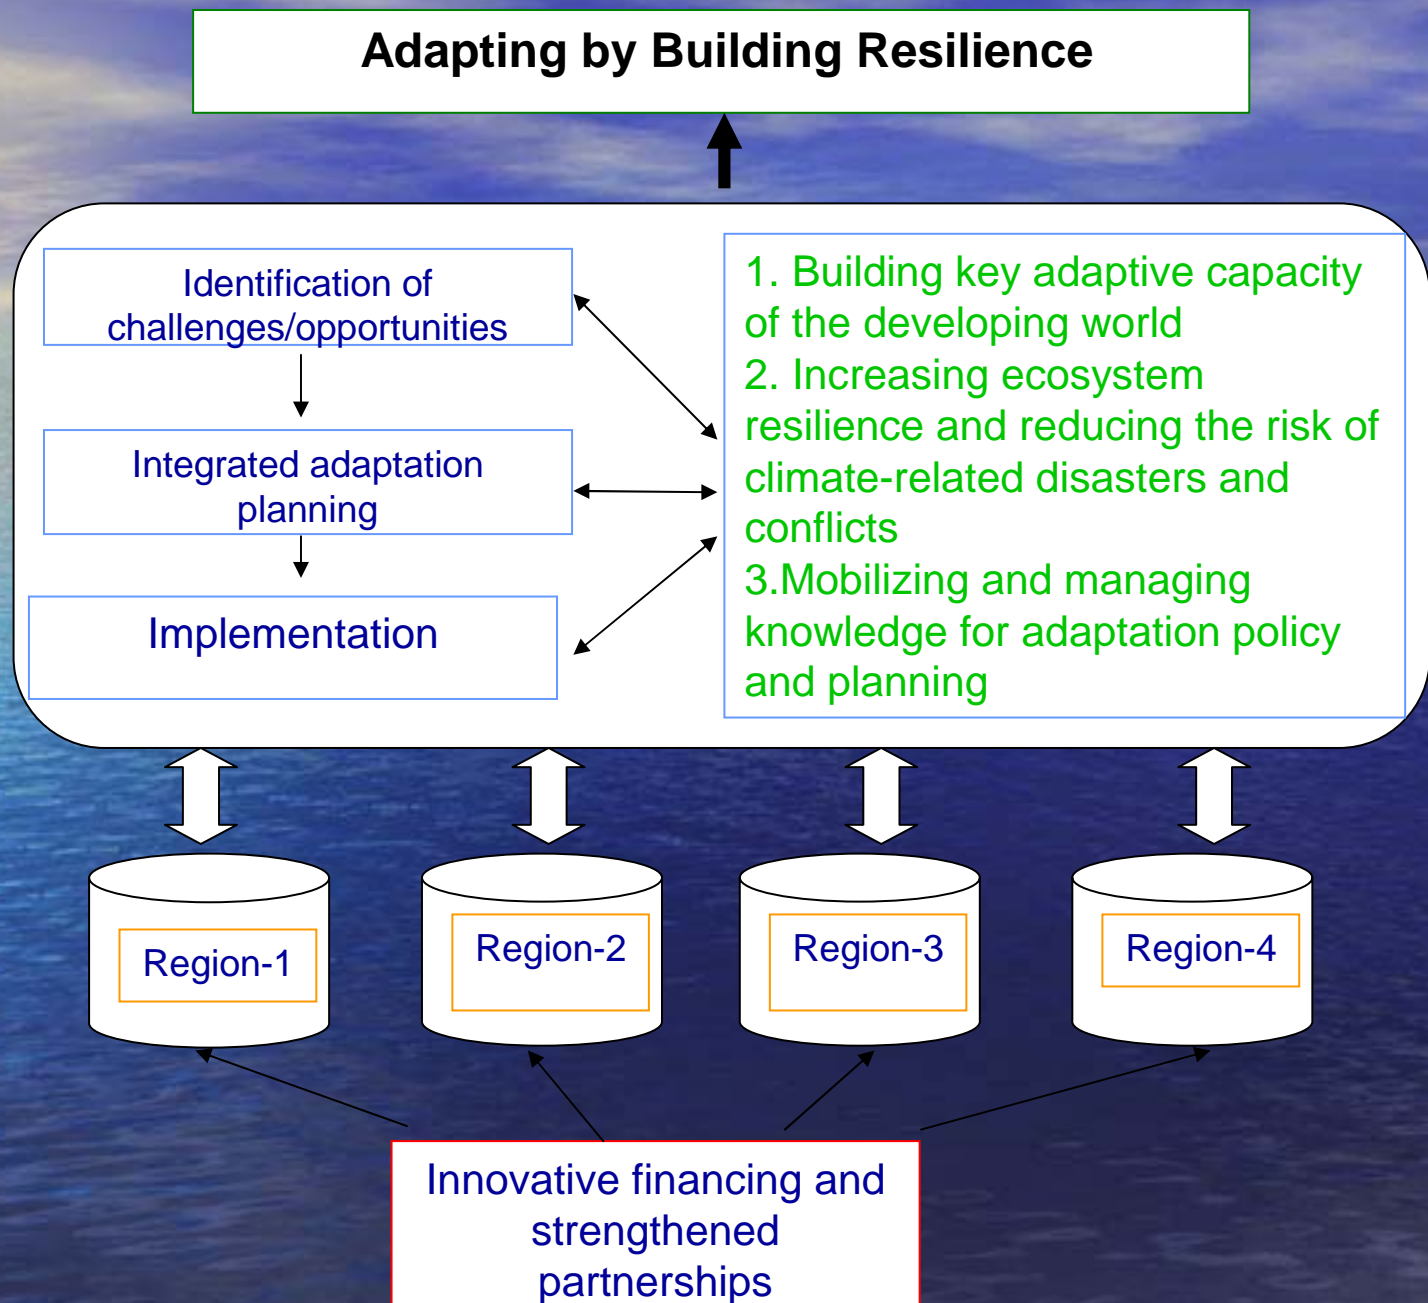 Adapting by Building Resilience
Identification of
challenges/opportunities
Integrated adaptation
planning
Implementation
1. Building key adaptive capacity
of the developing world
2. Increasing ecosystem
resilience and reducing the risk of
climate-related disasters and
conflicts
3.Mobilizing and managing
knowledge for adaptation policy
and planning
Region-1
Region-2
Region-3
Region-4
Innovative financing and
strengthened
partnerships